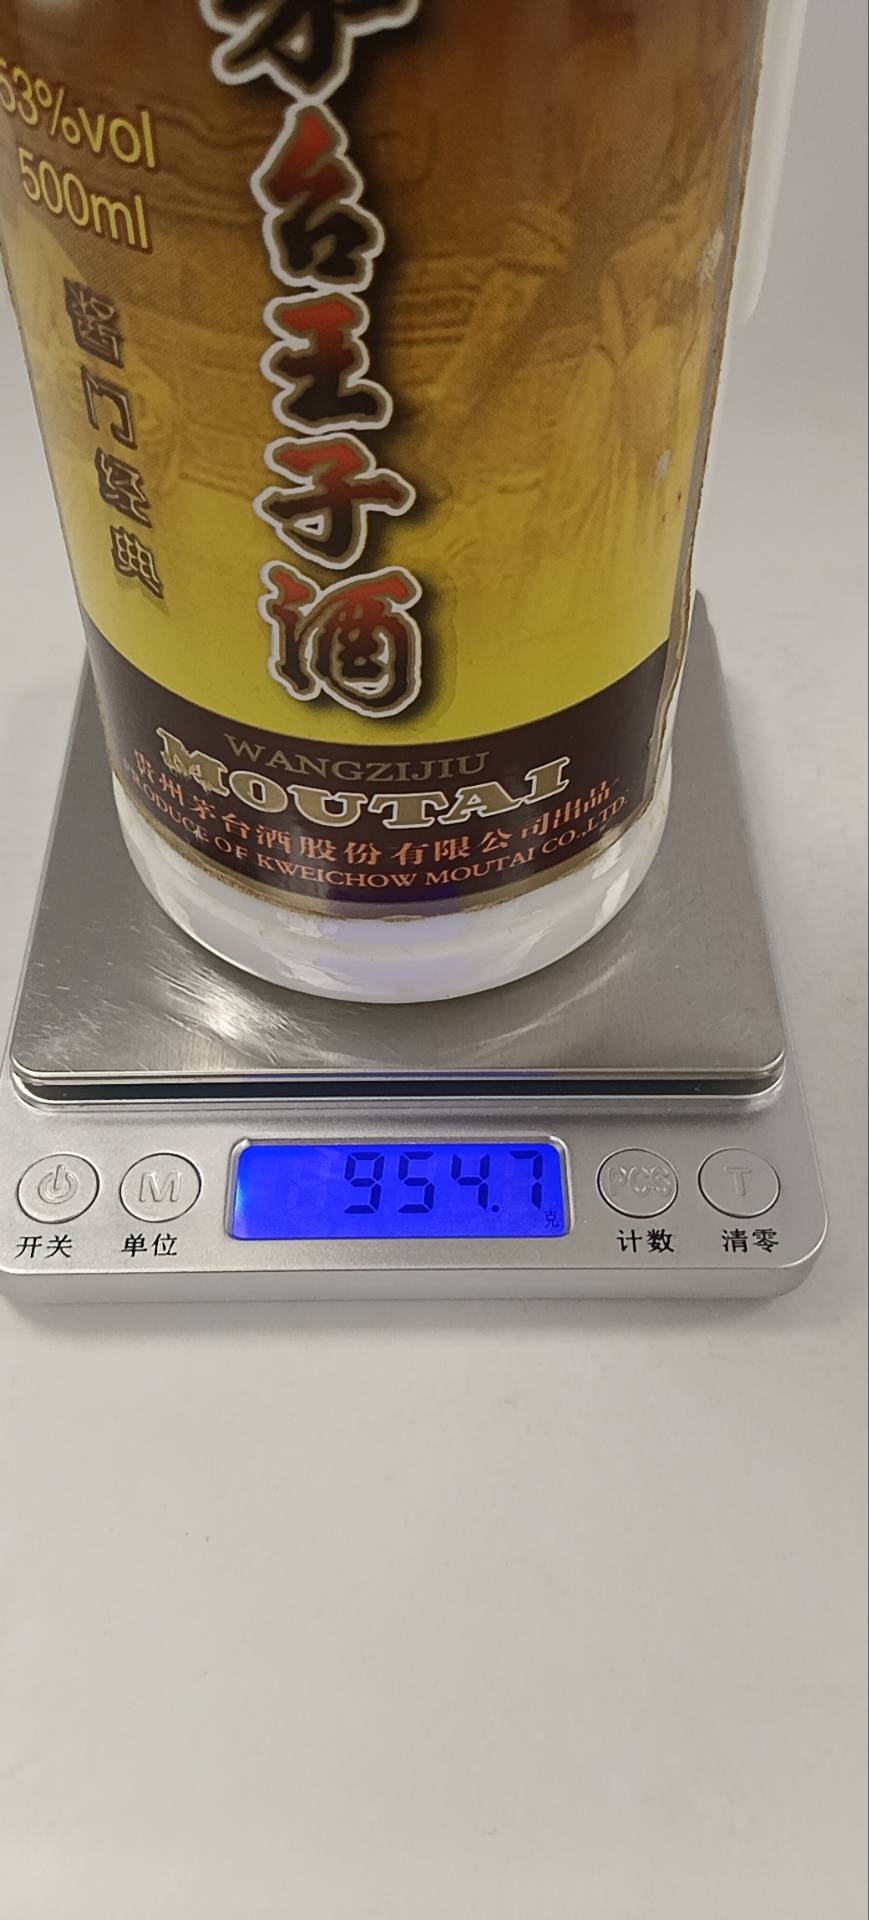 53%vol
500ml
茅台王子酒
酱门经典
WANGZIJIU
MOUTAI
贵州茅台酒股份有限公司出品
PRODUCE OF KWEICHOW MOUTAI CO.,LTD.
954.7
克
M
PCS
T
开关
单位
计数
清零